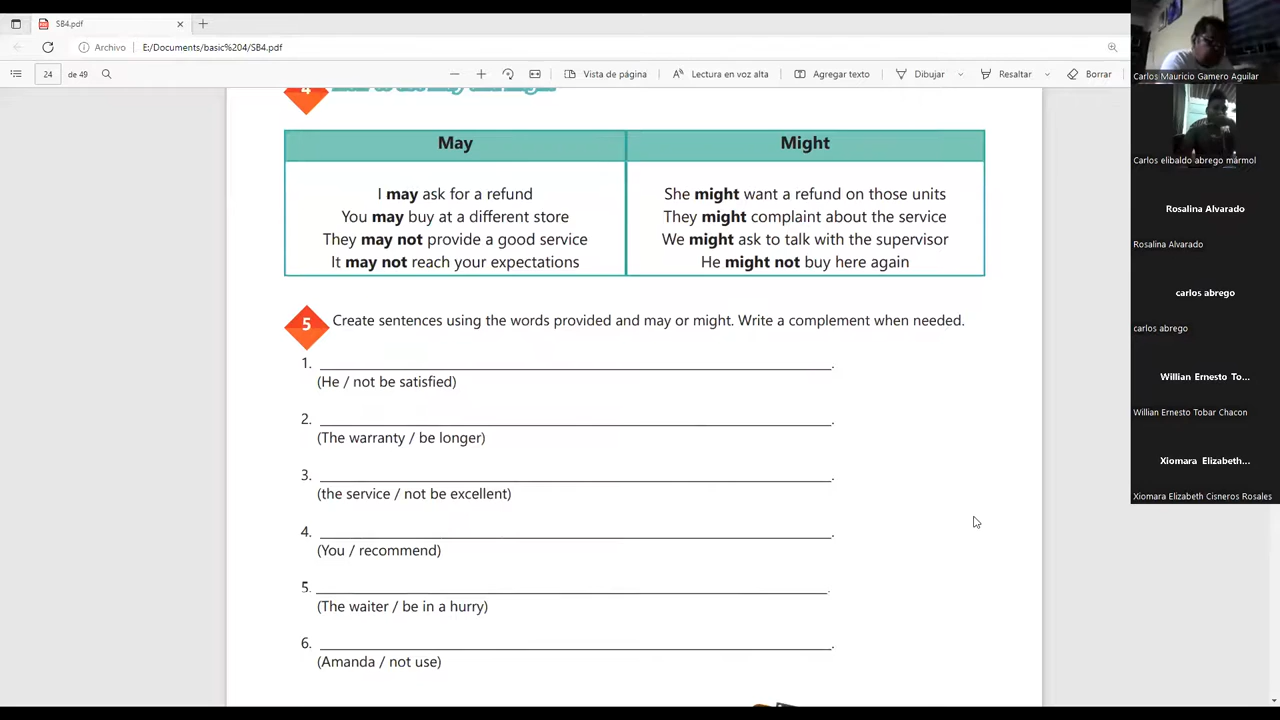 SB4.pdf
Archivo E:/Documents/basic%204/SB4.pdf
24 de 49 Vista de página Lectura en voz alta Agregar texto Dibujar Resaltar Borrar
May Might
I may ask for a refund
You may buy at a different store
They may not provide a good service
It may not reach your expectations
She might want a refund on those units
They might complaint about the service
We might ask to talk with the supervisor
He might not buy here again
5 Create sentences using the words provided and may or might. Write a complement when needed.
1. ______________________________.
(He / not be satisfied)
2. ______________________________.
(The warranty / be longer)
3. ______________________________.
(the service / not be excellent)
4. ______________________________.
(You / recommend)
5. ______________________________.
(The waiter / be in a hurry)
6. ______________________________.
(Amanda / not use)
Carlos Mauricio Gamero Aguilar
Carlos elibaldo abrego marmol
Rosalina Alvarado
Rosalina Alvarado
carlos abrego
carlos abrego
Willian Ernesto To...
Willian Ernesto Tobar Chacon
Xiomara Elizabeth...
Xiomara Elizabeth Cisneros Rosales